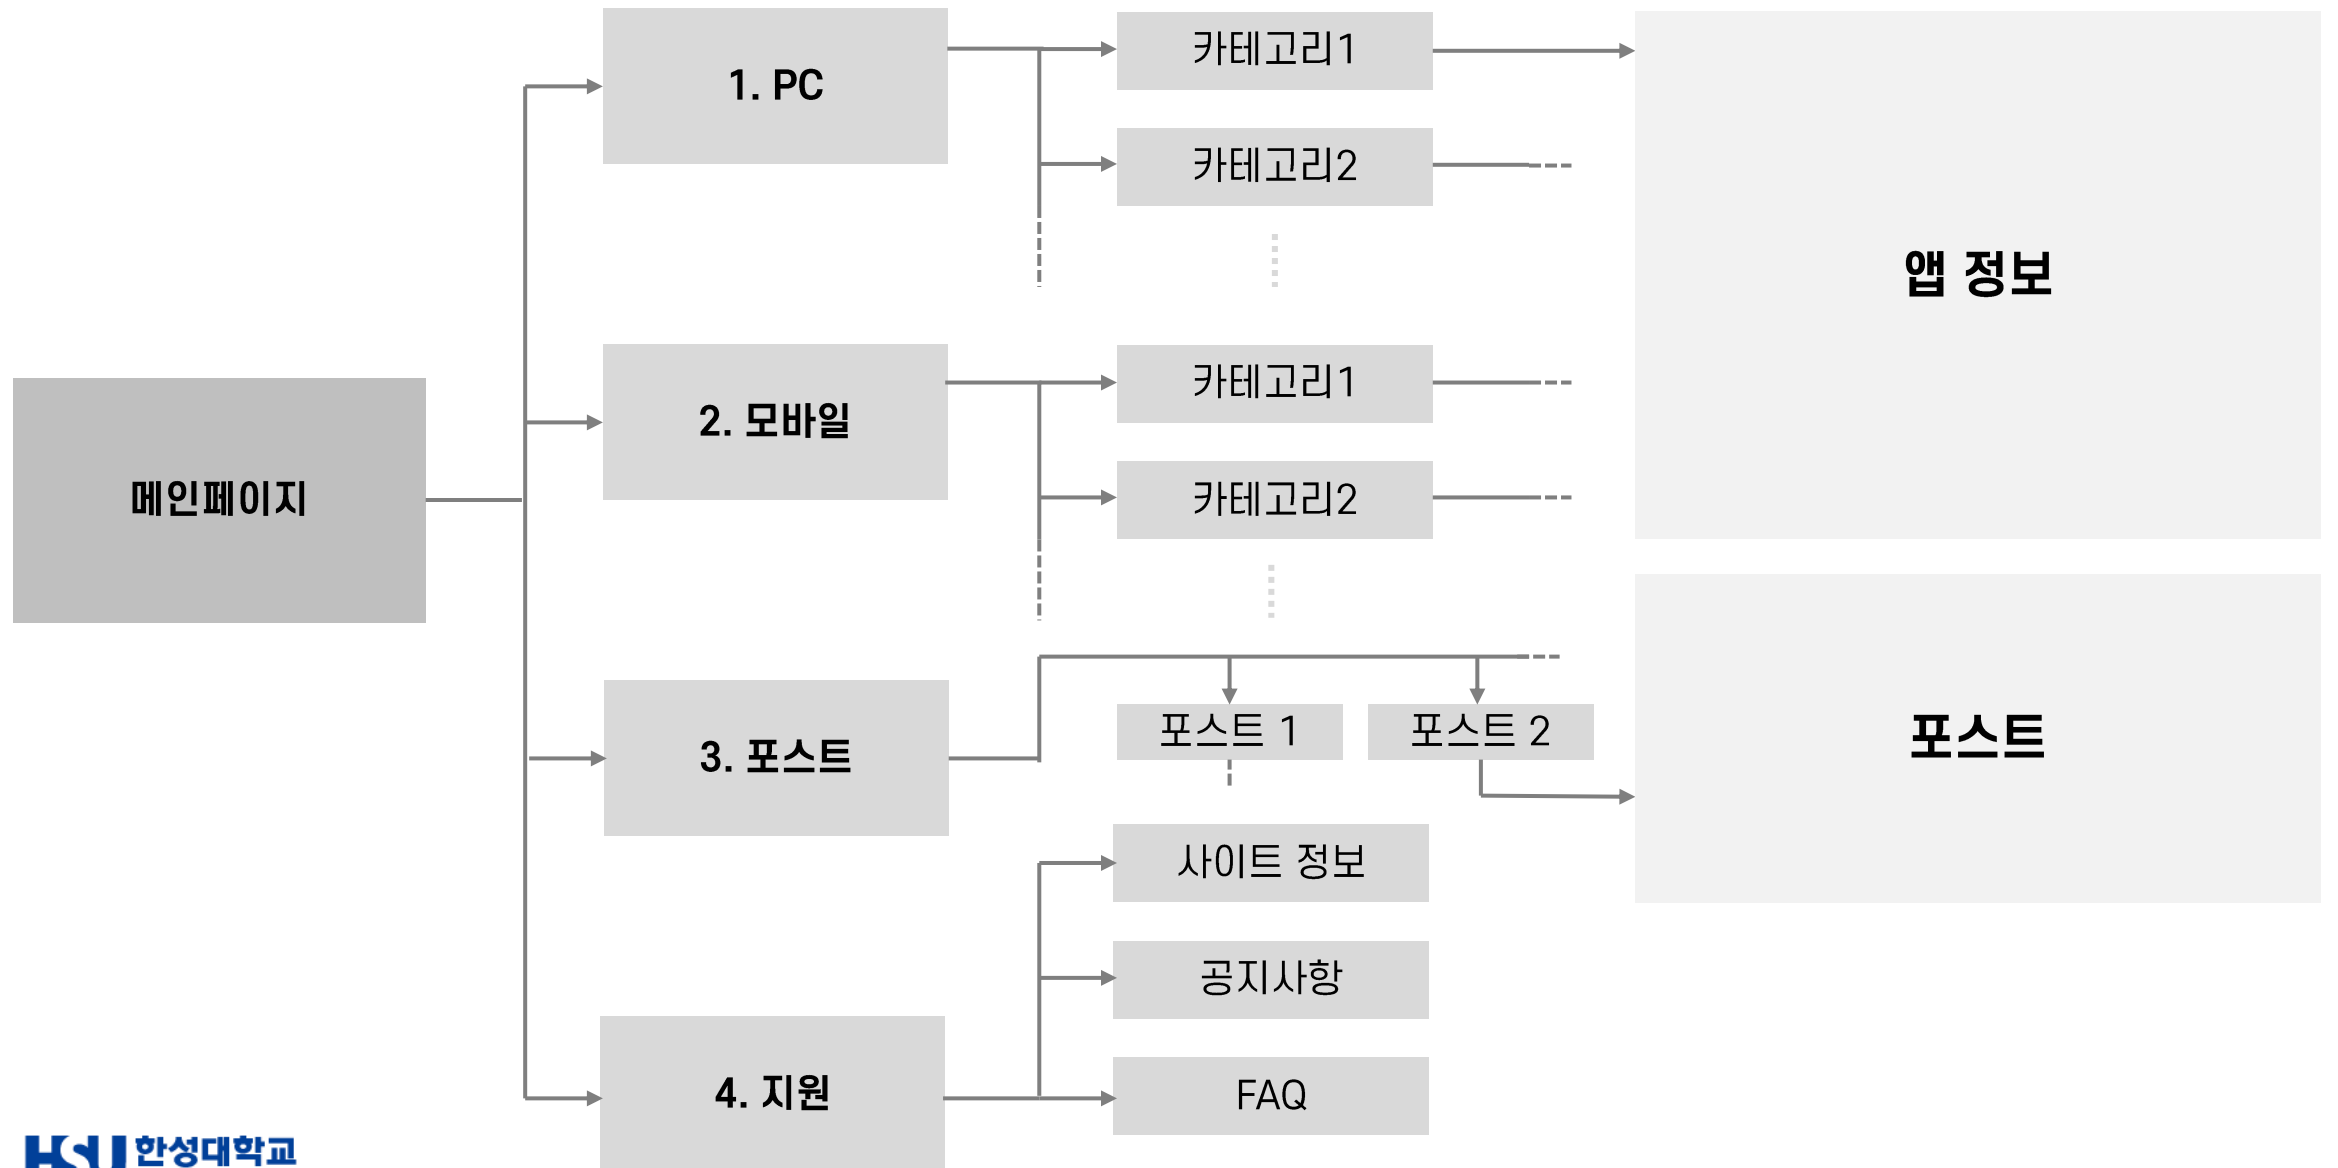 메인페이지
1. PC
카테고리1
카테고리2
2. 모바일
카테고리1
카테고리2
3. 포스트
포스트 1
포스트 2
4. 지원
사이트 정보
공지사항
FAQ
앱 정보
포스트
HSU 한성대학교